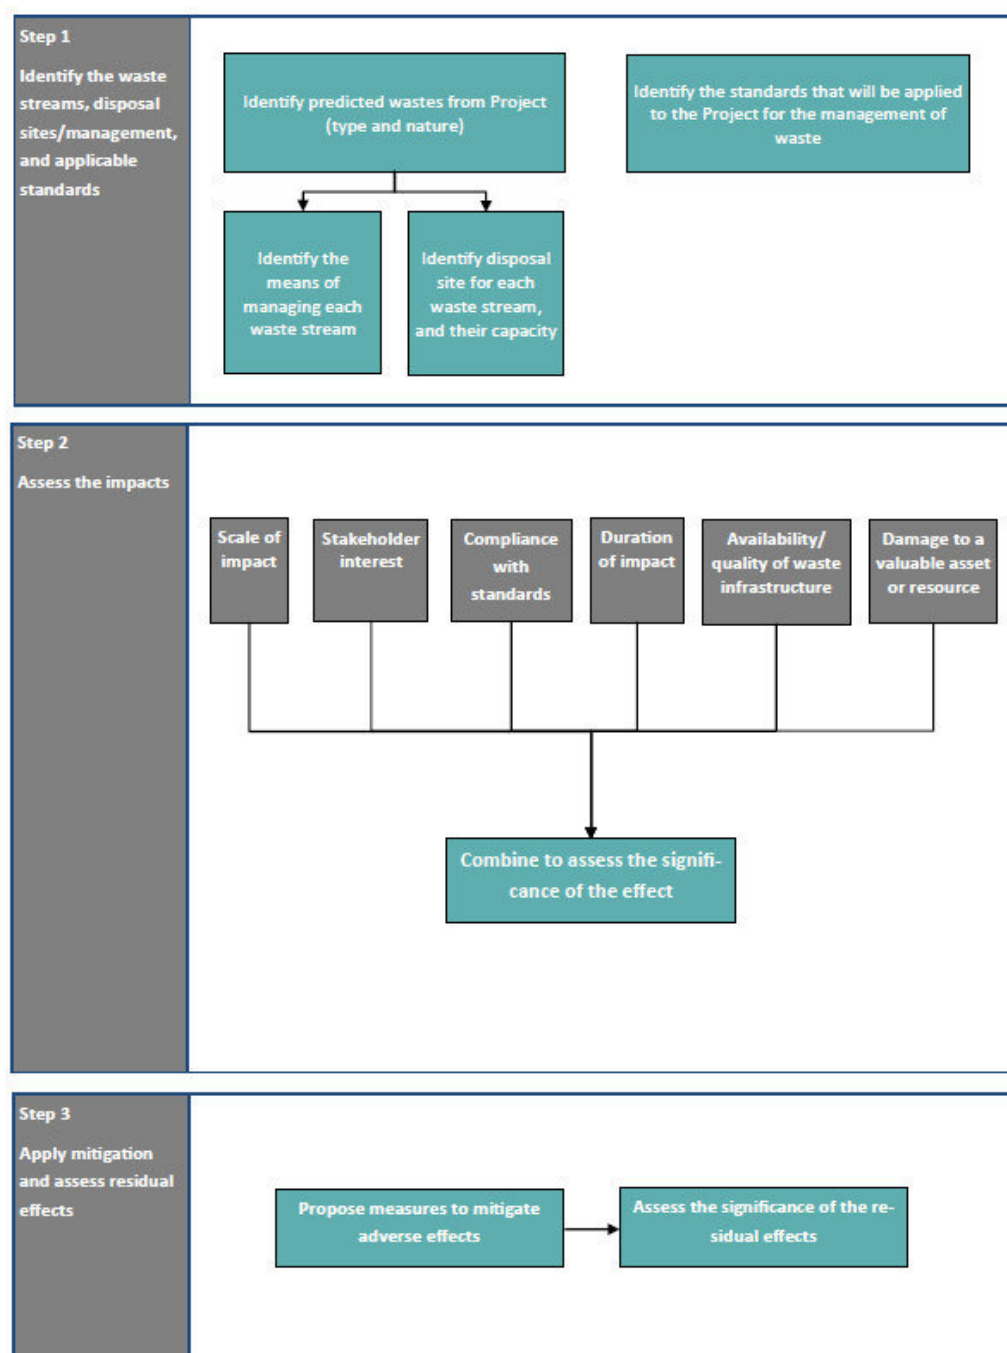 Step 1
Identify the waste
streams, disposal
sites/management,
and applicable
standards
Identify predicted wastes from Project
(type and nature)
Identify the standards that will be applied
to the Project for the management of
waste
Identify the
means of
managing each
waste stream
Identify disposal
site for each
waste stream,
and their capacity
Step 2
Assess the impacts
Scale of
impact
Stakeholder
interest
Compliance
with
standards
Duration
of impact
Availability/
quality of waste
infrastructure
Damage to a
valuable asset
or resource
Combine to assess the signifi-
cance of the effect
Step 3
Apply mitigation
and assess residual
effects
Propose measures to mitigate
adverse effects
Assess the significance of the re-
sidual effects